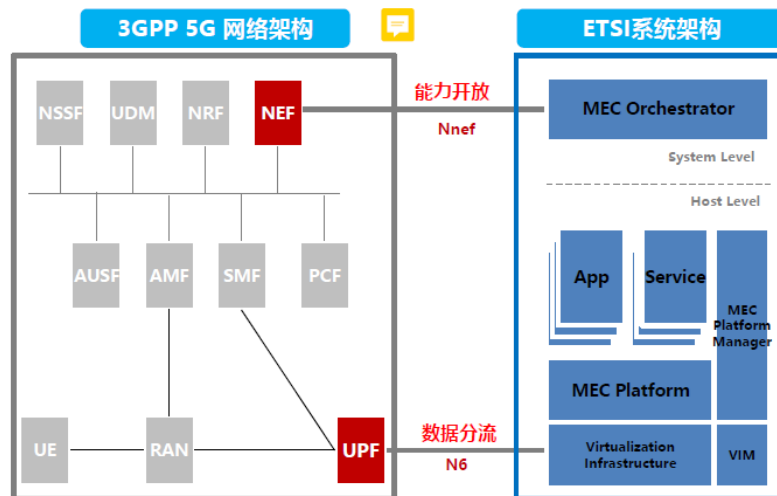 3GPP 5G 网络架构
ETSI系统架构
NSSF
UDM
NRF
NEF
能力开放
Nnef
MEC Orchestrator
System Level
Host Level
AUSF
AMF
SMF
PCF
App
Service
MEC
Platform
Manager
MEC Platform
UE
RAN
UPF
数据分流
N6
Virtualization
Infrastructure
VIM